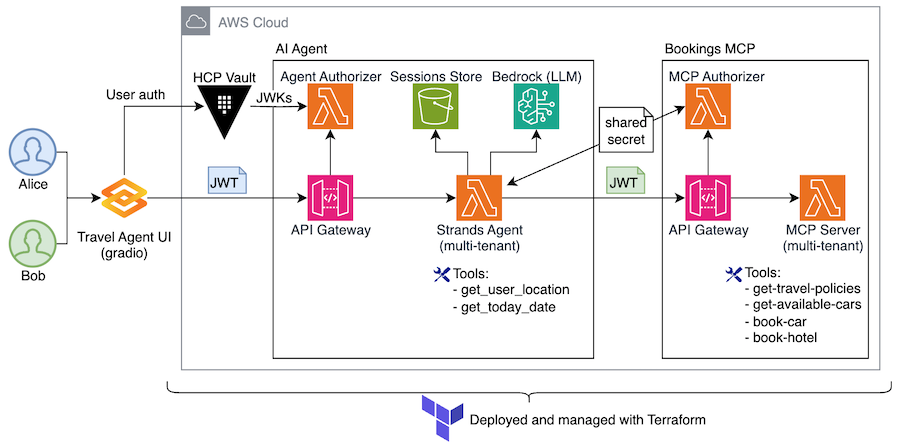 AWS Cloud
AI Agent
Bookings MCP
HCP Vault
Agent Authorizer
Sessions Store
Bedrock (LLM)
MCP Authorizer
User auth
JWKs
shared
secret
Alice
JWT
JWT
Travel Agent UI
(gradio)
API Gateway
Strands Agent
(multi-tenant)
API Gateway
MCP Server
(multi-tenant)
Bob
Tools:
- get_user_location
- get_today_date
Tools:
- get-travel-policies
- get-available-cars
- book-car
- book-hotel
Deployed and managed with Terraform